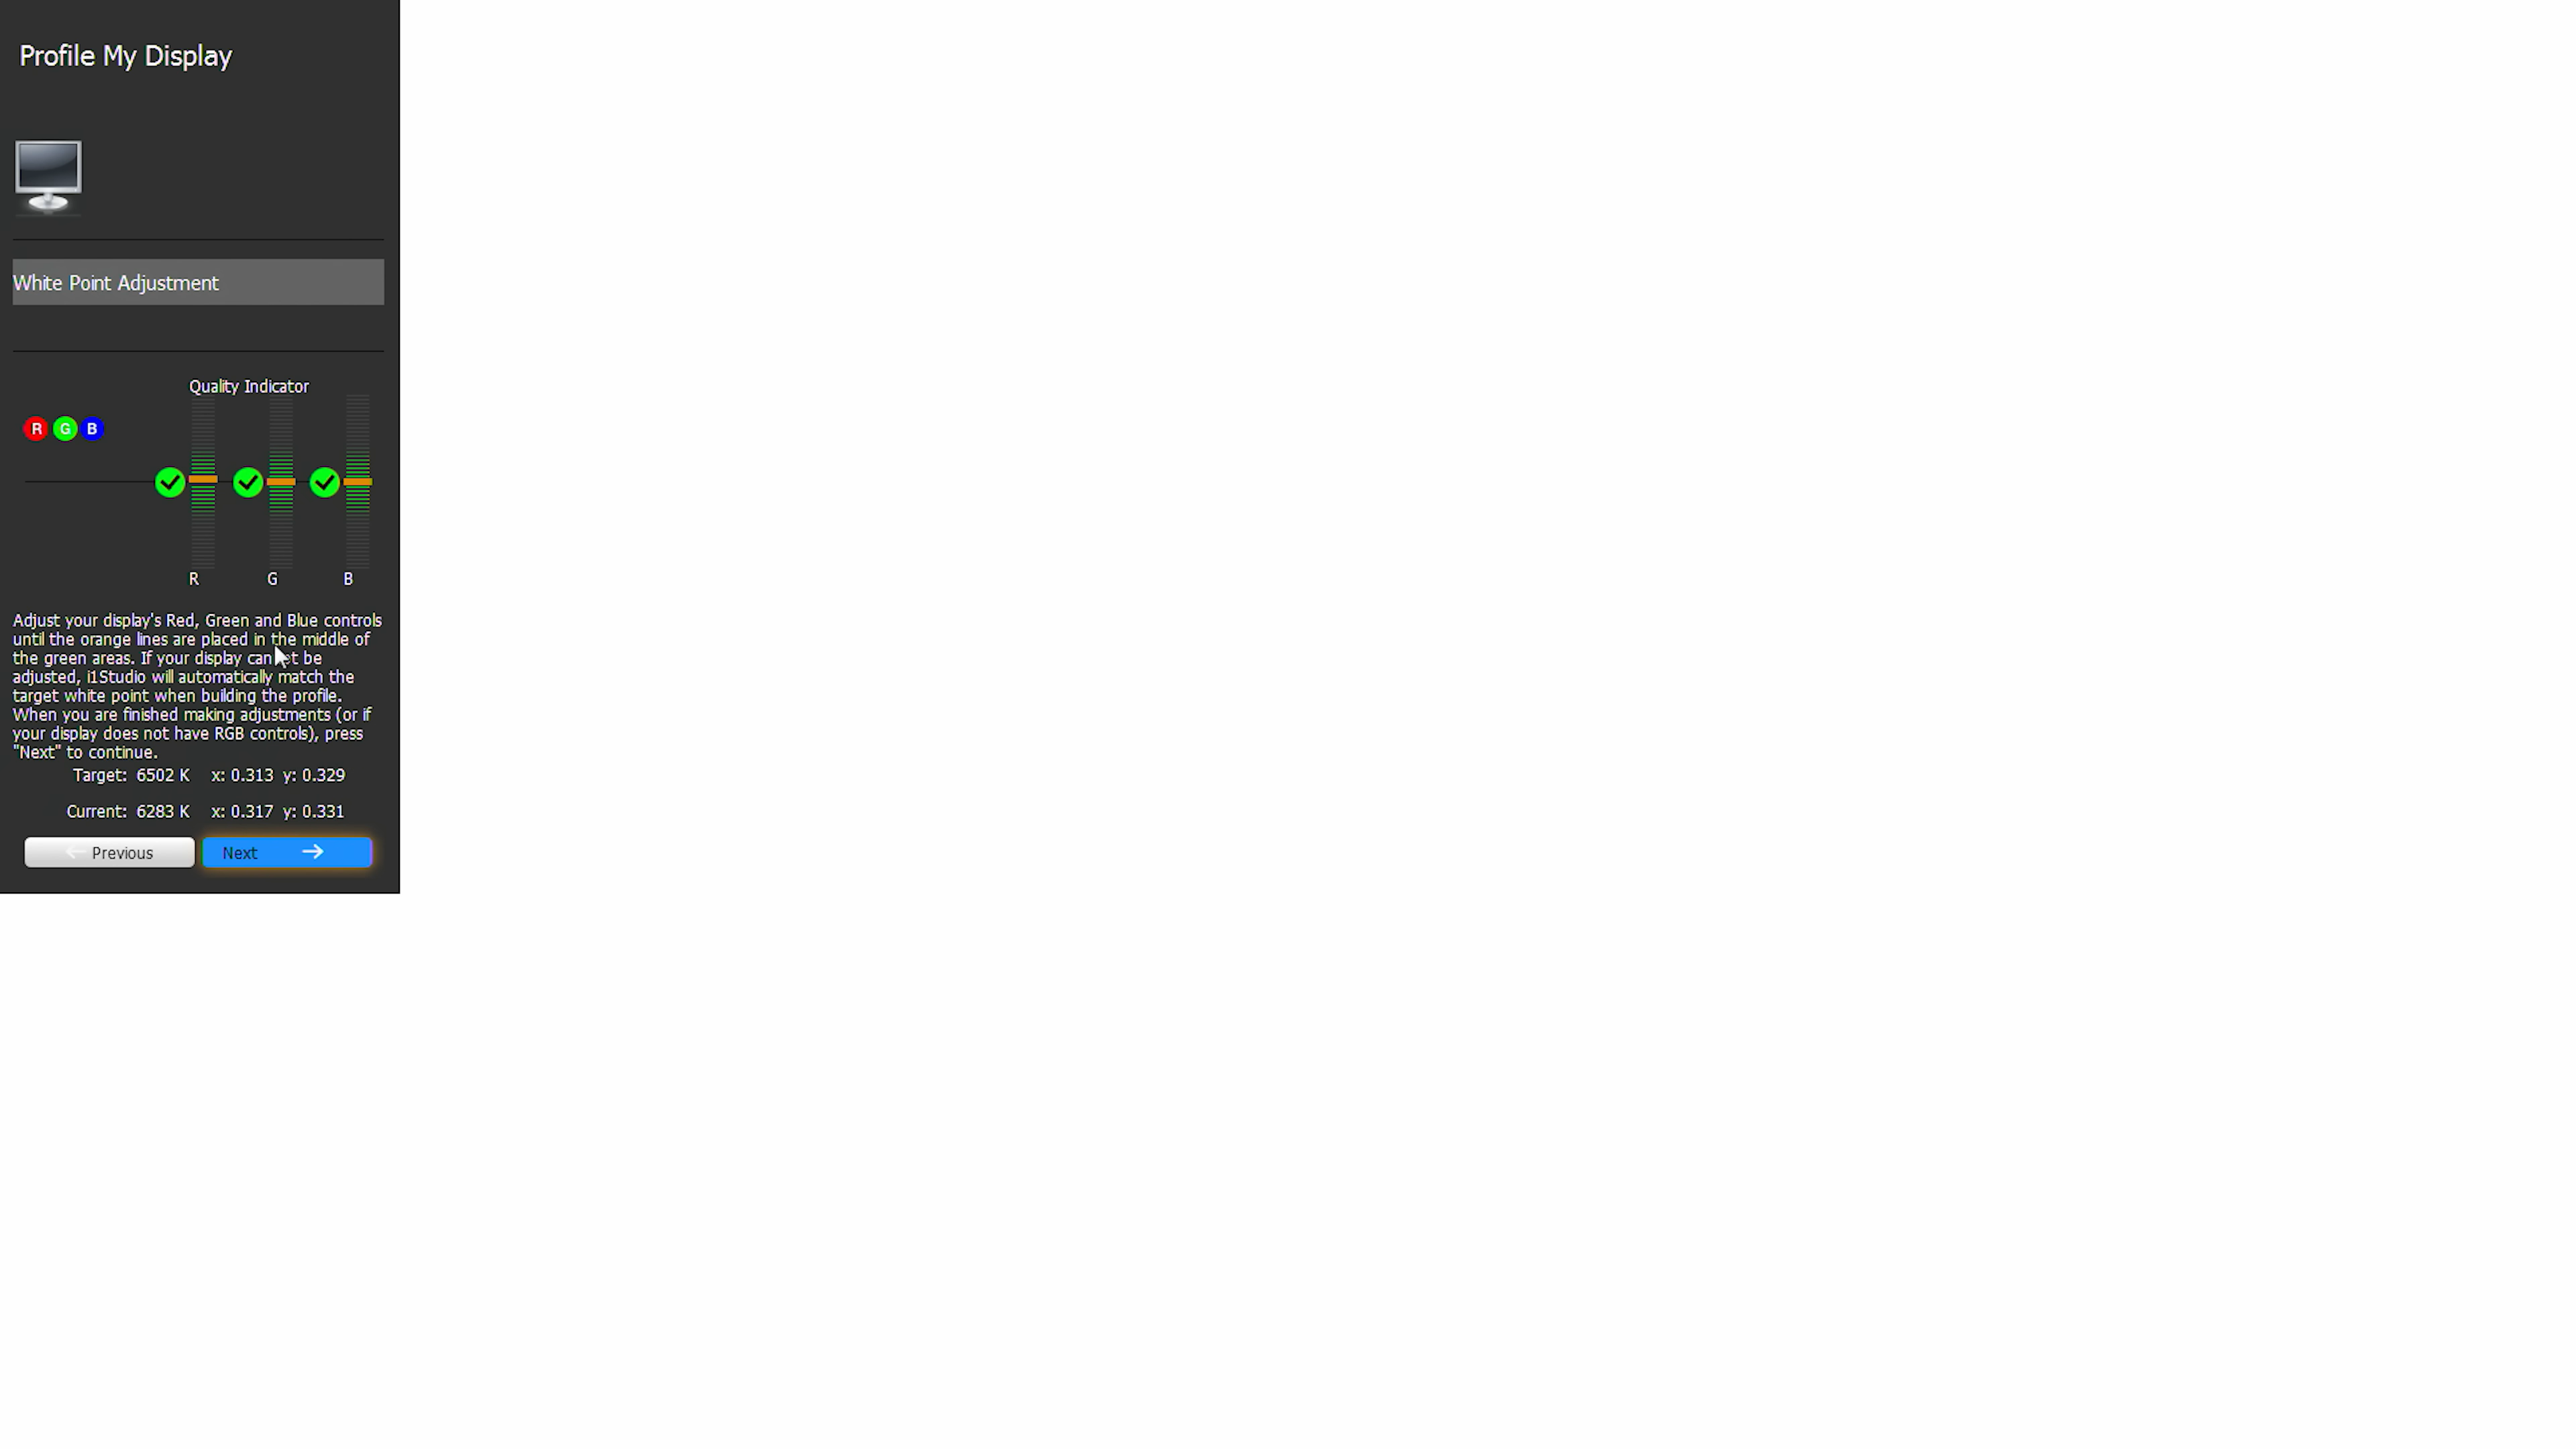 Profile My Display
White Point Adjustment
Quality Indicator
R G B
R G B
Adjust your display's Red, Green and Blue controls
until the orange lines are placed in the middle of
the green areas. If your display cannot be
adjusted, i1Studio will automatically match the
target white point when building the profile.
When you are finished making adjustments (or if
your display does not have RGB controls), press
"Next" to continue.
Target: 6502 K x: 0.313 y: 0.329
Current: 6283 K x: 0.317 y: 0.331
Previous Next